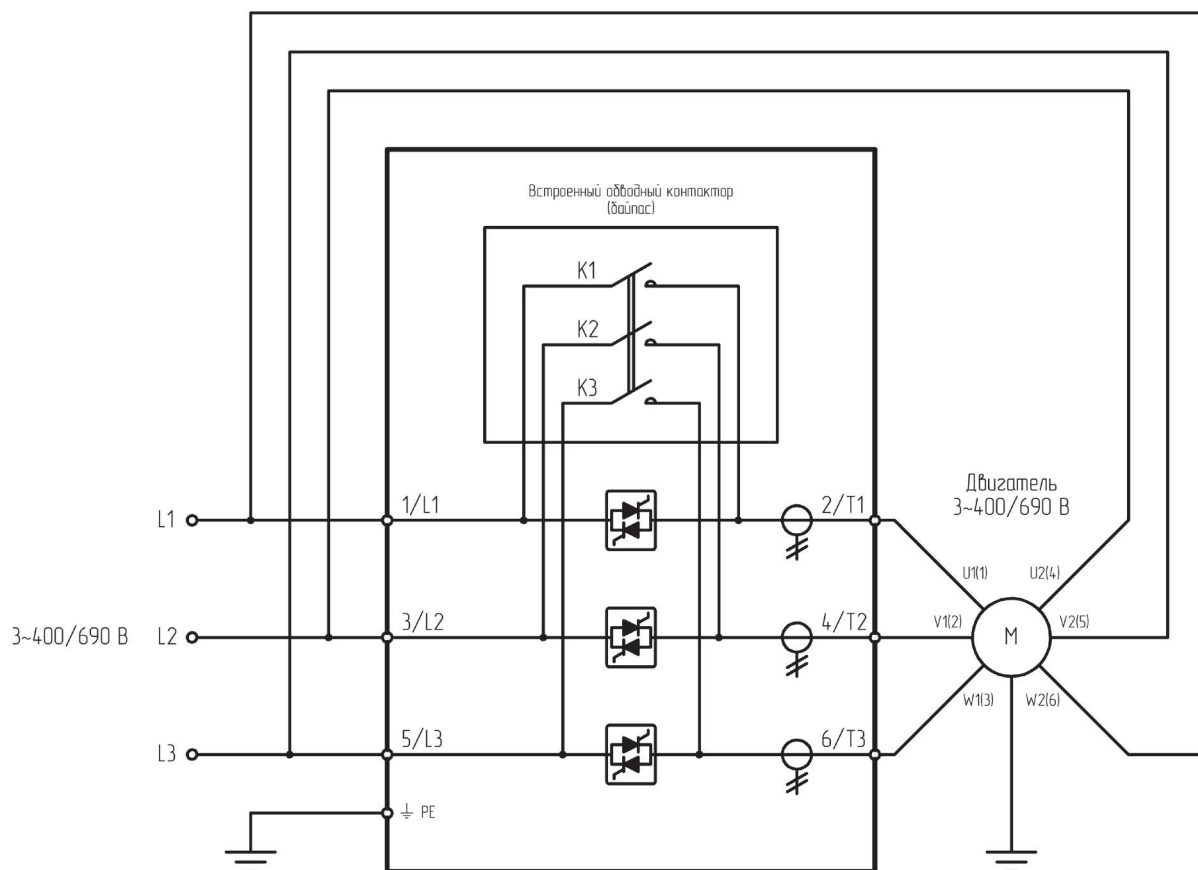 Встроенный обводный контактор
(байпас)
K1
K2
K3
Двигатель
3~400/690 В
L1
1/L1
2/T1
U1(1)
U2(4)
3~400/690 В
L2
3/L2
4/T2
V1(2)
M
V2(5)
W1(3)
W2(6)
L3
5/L3
6/T3
PE